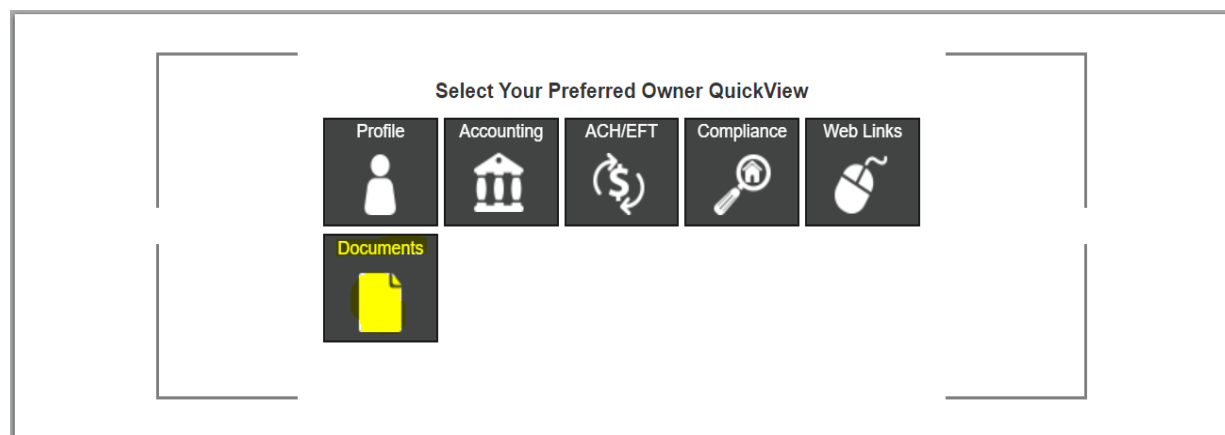 Select Your Preferred Owner QuickView
Profile Accounting ACH/EFT Compliance Web Links
$
Documents